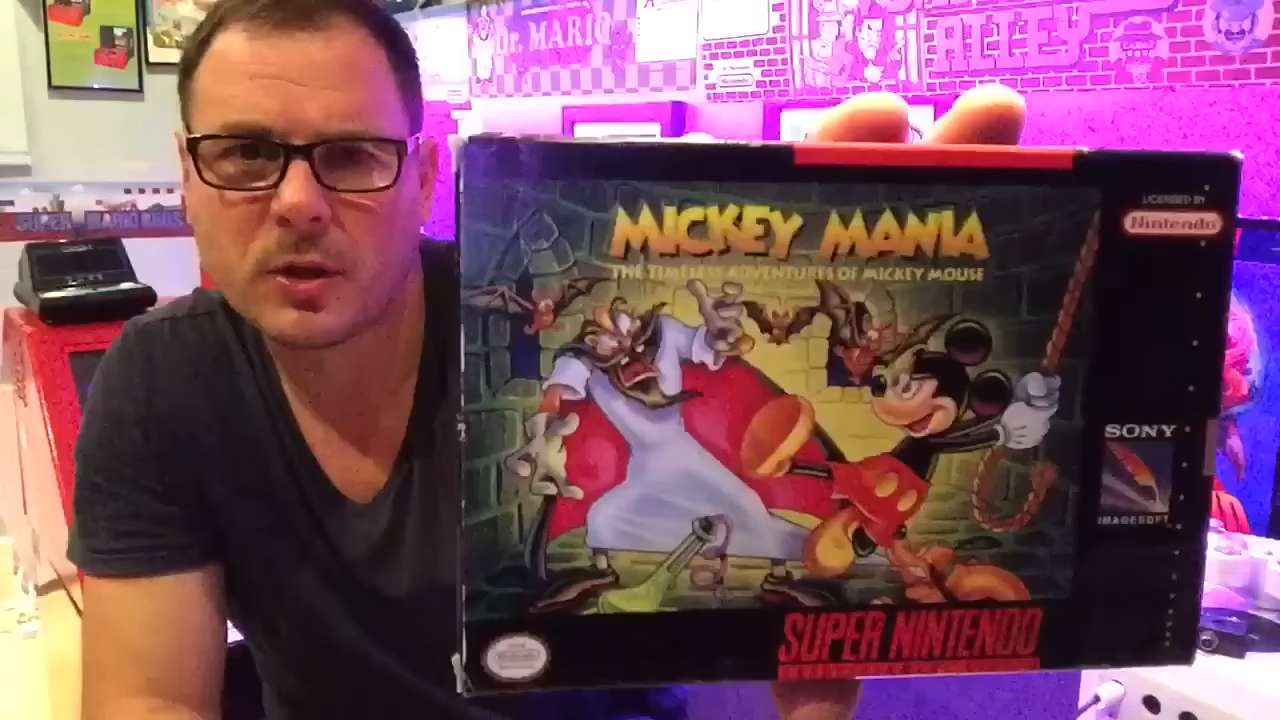 Dr. MARIO
ALLEY
SUPER MARIO BROS
MICKEY MANIA
THE TIMELESS ADVENTURES OF MICKEY MOUSE
LICENSED BY
Nintendo
SONY
IMAGESOFT
Nintendo
SUPER NINTENDO